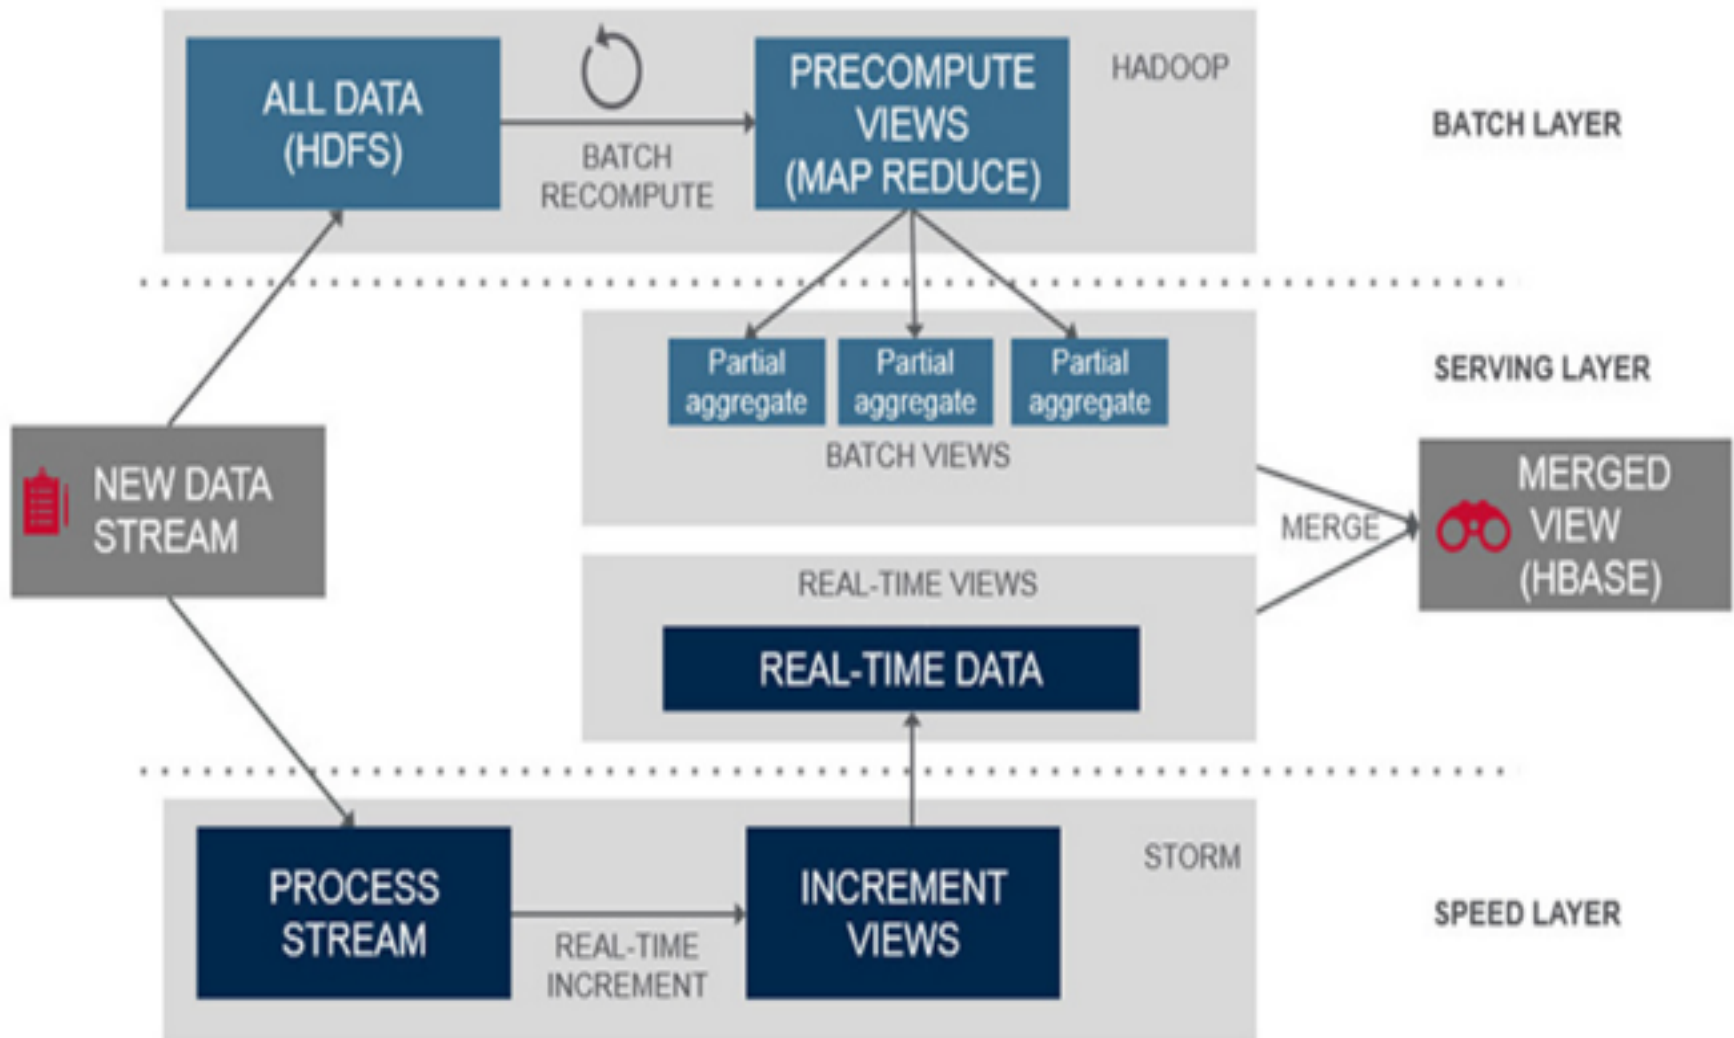 ALL DATA
(HDFS)
BATCH
RECOMPUTE
PRECOMPUTE
VIEWS
(MAP REDUCE)
HADOOP
BATCH LAYER
Partial
aggregate
Partial
aggregate
Partial
aggregate
BATCH VIEWS
SERVING LAYER
NEW DATA
STREAM
MERGE
MERGED
VIEW
(HBASE)
REAL-TIME VIEWS
REAL-TIME DATA
PROCESS
STREAM
REAL-TIME
INCREMENT
INCREMENT
VIEWS
STORM
SPEED LAYER